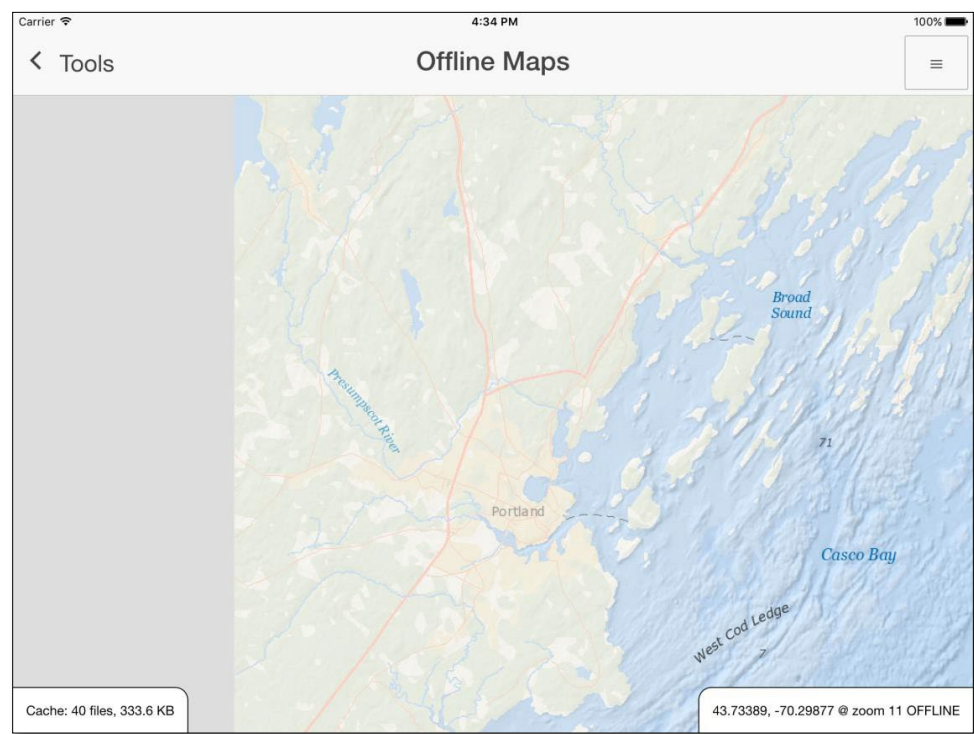 Carrier 4:34 PM 100%
Tools Offline Maps
Broad
Sound
Presumpscot River
71
Portland
Casco Bay
West Cod Ledge
7
Cache: 40 files, 333.6 KB 43.73389, -70.29877 @ zoom 11 OFFLINE